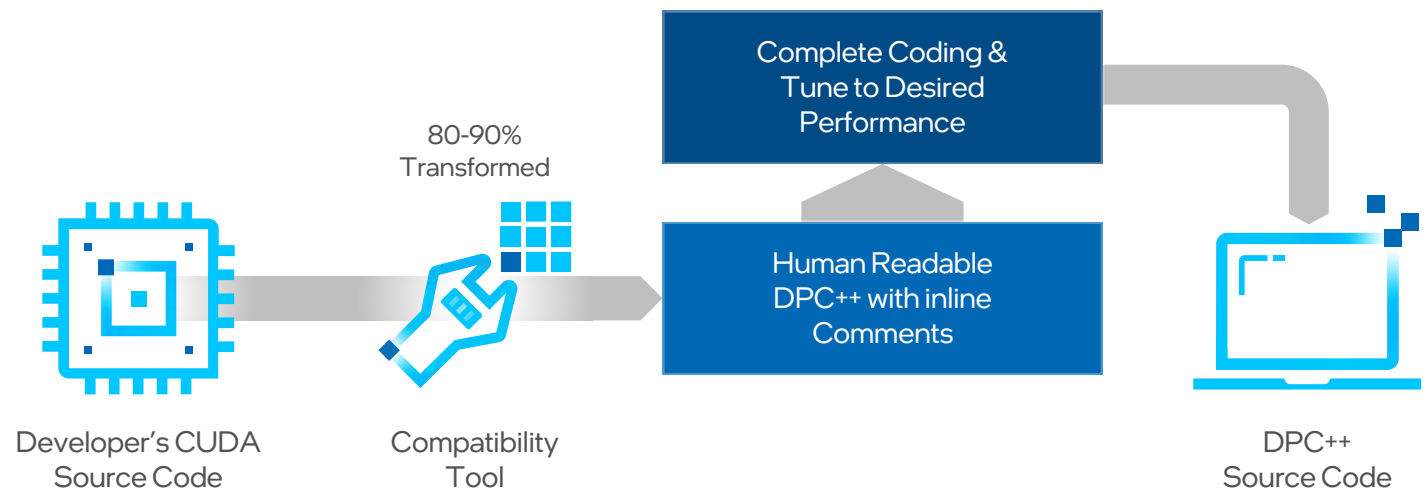 Complete Coding &
Tune to Desired
Performance
80-90%
Transformed
Human Readable
DPC++ with inline
Comments
Developer’s CUDA
Source Code
Compatibility
Tool
DPC++
Source Code